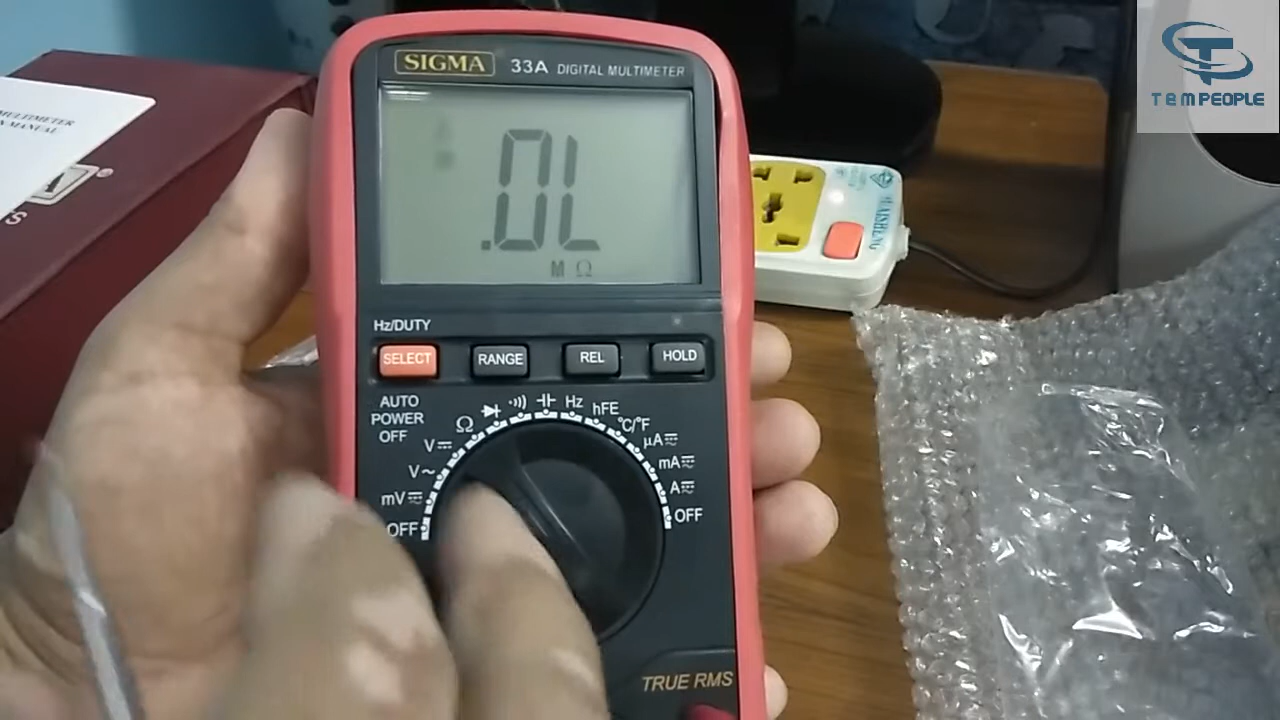 SIGMA 33A DIGITAL MULTIMETER
.0L
M Ω
Hz/DUTY
SELECT RANGE REL HOLD
AUTO
POWER
OFF
OFF
mV
V~
V
Ω
Hz
hFE
°C/°F
μA
mA
A
OFF
TRUE RMS
MULTIMETER
MANUAL
HAISHENG
T
TEMPEOPLE